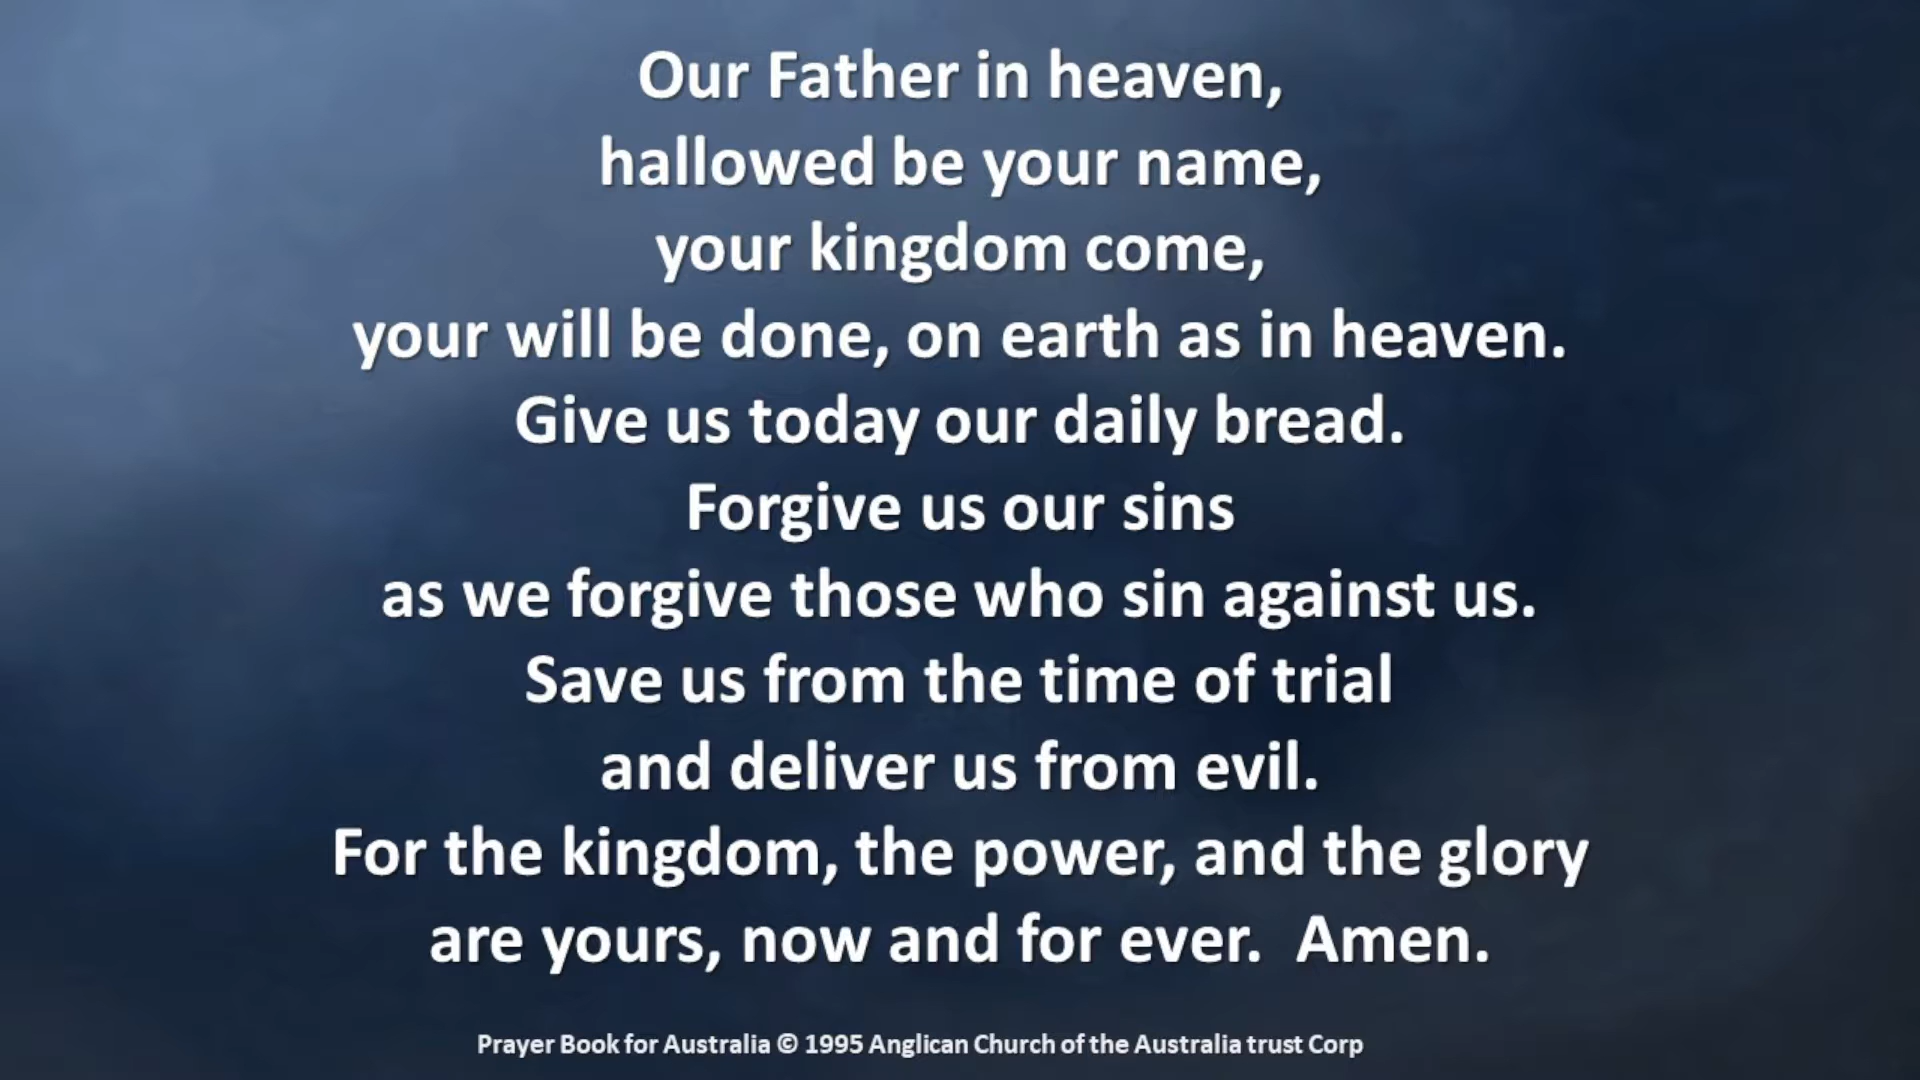 Our Father in heaven,
hallowed be your name,
your kingdom come,
your will be done, on earth as in heaven.
Give us today our daily bread.
Forgive us our sins
as we forgive those who sin against us.
Save us from the time of trial
and deliver us from evil.
For the kingdom, the power, and the glory
are yours, now and for ever.  Amen.
Prayer Book for Australia © 1995 Anglican Church of the Australia trust Corp